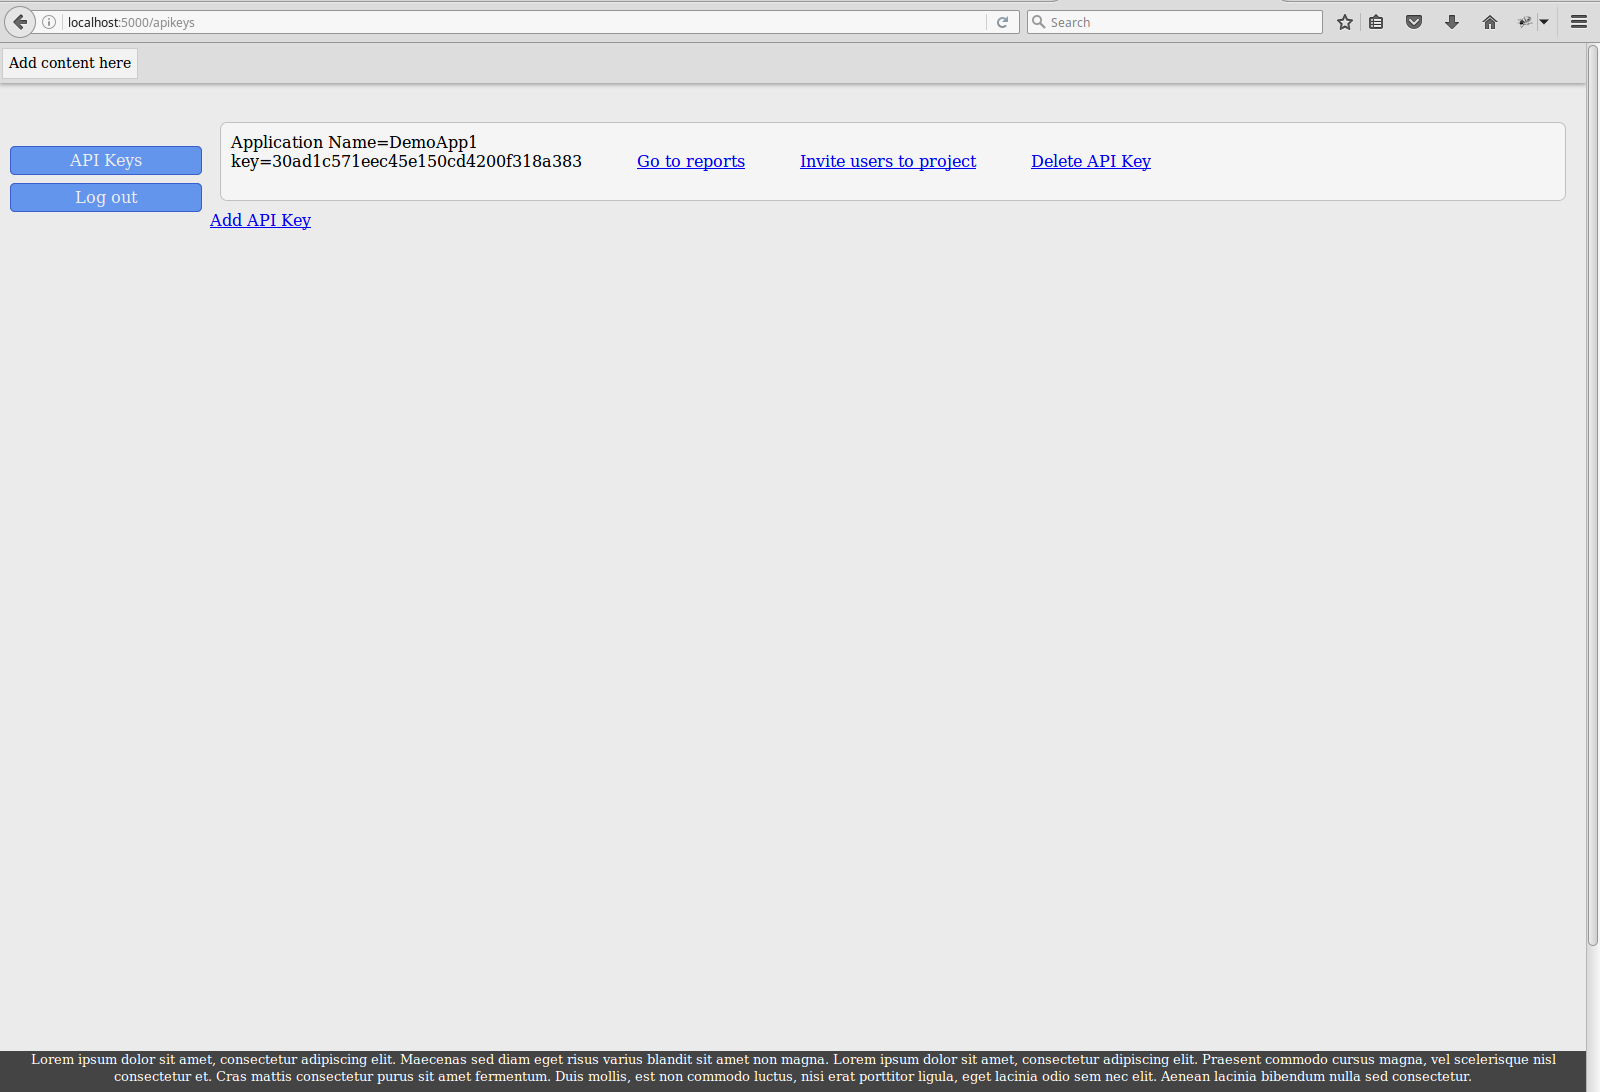 localhost:5000/apikeys
Search
Add content here
API Keys
Log out
Application Name=DemoApp1
key=30ad1c571eec45e150cd4200f318a383 Go to reports Invite users to project Delete API Key
Add API Key
Lorem ipsum dolor sit amet, consectetur adipiscing elit. Maecenas sed diam eget risus varius blandit sit amet non magna. Lorem ipsum dolor sit amet, consectetur adipiscing elit. Praesent commodo cursus magna, vel scelerisque nisl
consectetur et. Cras mattis consectetur purus sit amet fermentum. Duis mollis, est non commodo luctus, nisi erat porttitor ligula, eget lacinia odio sem nec elit. Aenean lacinia bibendum nulla sed consectetur.